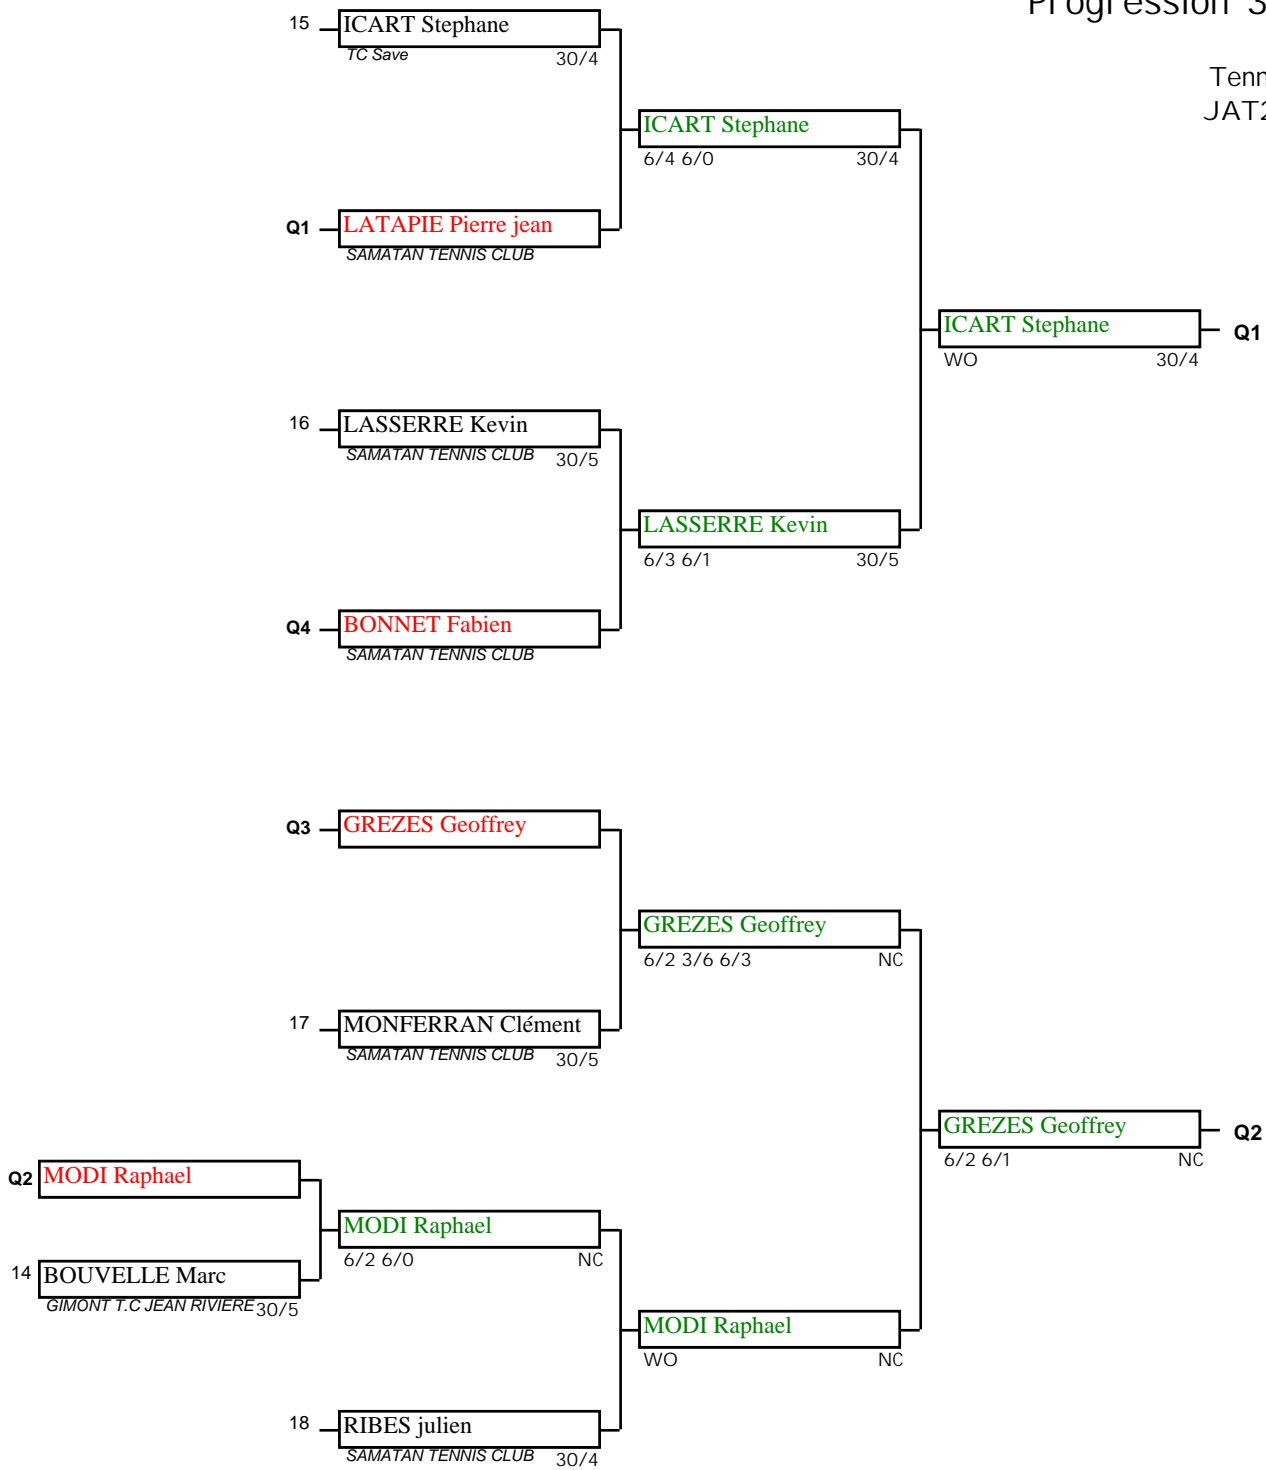 Progression 3
Tenn
JAT2
15 ICART Stephane
TC Save 30/4
ICART Stephane
6/4 6/0 30/4
Q1 LATAPIE Pierre jean
SAMATAN TENNIS CLUB
ICART Stephane Q1
WO 30/4
16 LASSERRE Kevin
SAMATAN TENNIS CLUB 30/5
LASSERRE Kevin
6/3 6/1 30/5
Q4 BONNET Fabien
SAMATAN TENNIS CLUB
Q3 GREZES Geoffrey
GREZES Geoffrey
6/2 3/6 6/3 NC
17 MONFERRAN Clément
SAMATAN TENNIS CLUB 30/5
GREZES Geoffrey Q2
6/2 6/1 NC
Q2 MODI Raphael
MODI Raphael
6/2 6/0 NC
14 BOUVELLE Marc
GIMONT T.C JEAN RIVIERE 30/5
MODI Raphael
WO NC
18 RIBES julien
SAMATAN TENNIS CLUB 30/4